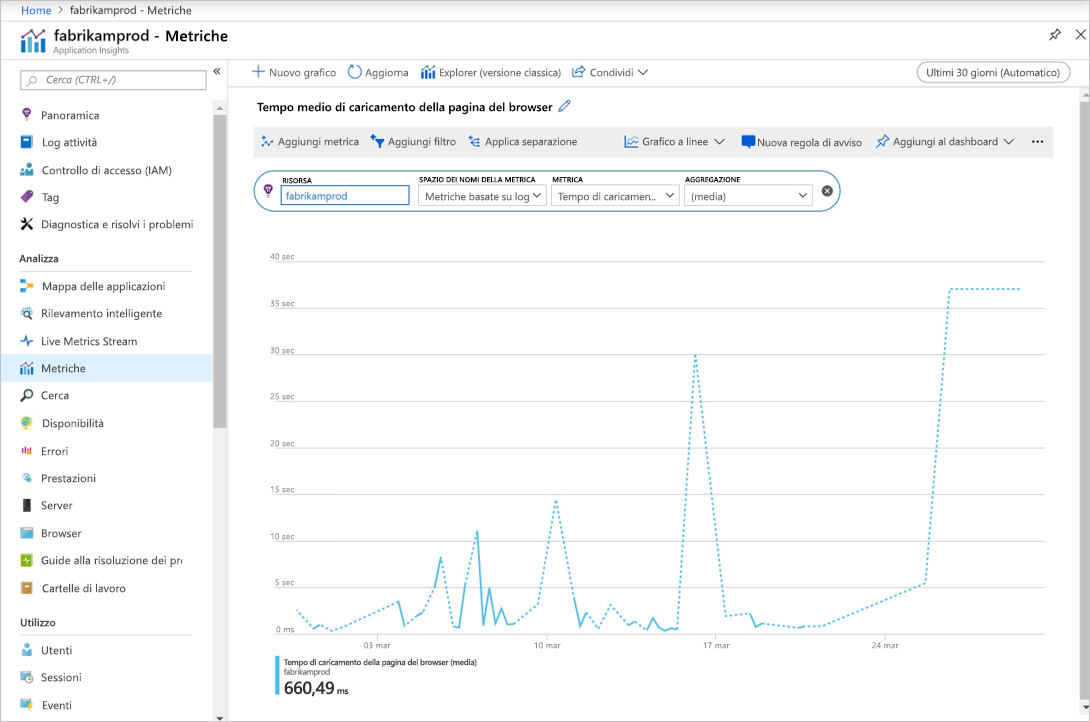 Home > fabrikamprod - Metriche
fabrikamprod - Metriche
Application Insights
Cerca (CTRL+/)
«
Panoramica
Log attività
Controllo di accesso (IAM)
Tag
Diagnostica e risolvi i problemi
Analizza
Mappa delle applicazioni
Rilevamento intelligente
Live Metrics Stream
Metriche
Cerca
Disponibilità
Errori
Prestazioni
Server
Browser
Guide alla risoluzione dei pr
Cartelle di lavoro
Utilizzo
Utenti
Sessioni
Eventi
Nuovo grafico Aggiorna Explorer (versione classica) Condividi Ultimi 30 giorni (Automatico)
Tempo medio di caricamento della pagina del browser
Aggiungi metrica Aggiungi filtro Applica separazione Grafico a linee Nuova regola di avviso Aggiungi al dashboard ...
RISORSA SPAZIO DEI NOMI DELLA METRICA METRICA AGGREGAZIONE
fabrikamprod Metriche basate su log Tempo di caricamen... (media)
40 sec
35 sec
30 sec
25 sec
20 sec
15 sec
10 sec
5 sec
0 ms
03 mar 10 mar 17 mar 24 mar
Tempo di caricamento della pagina del browser (media)
fabrikamprod
660,49 ms